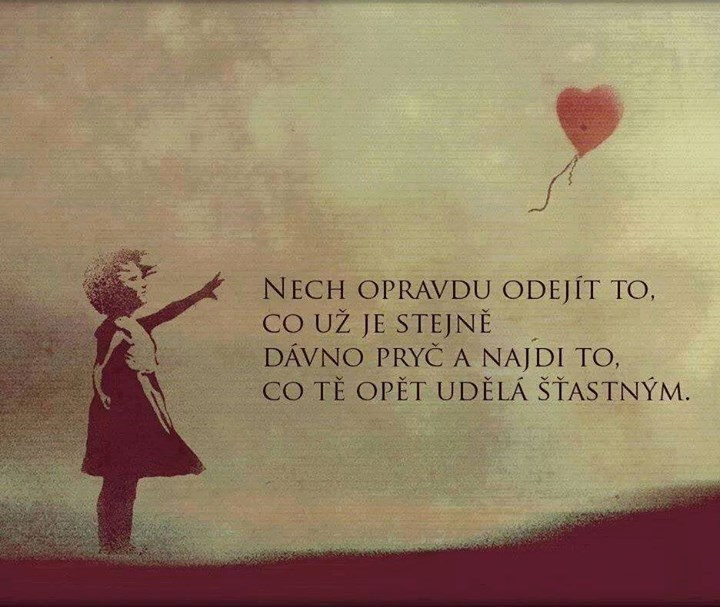 Nech opravdu odejít to,
co už je stejně
dávno pryč a najdi to,
co tě opět udělá šťastným.